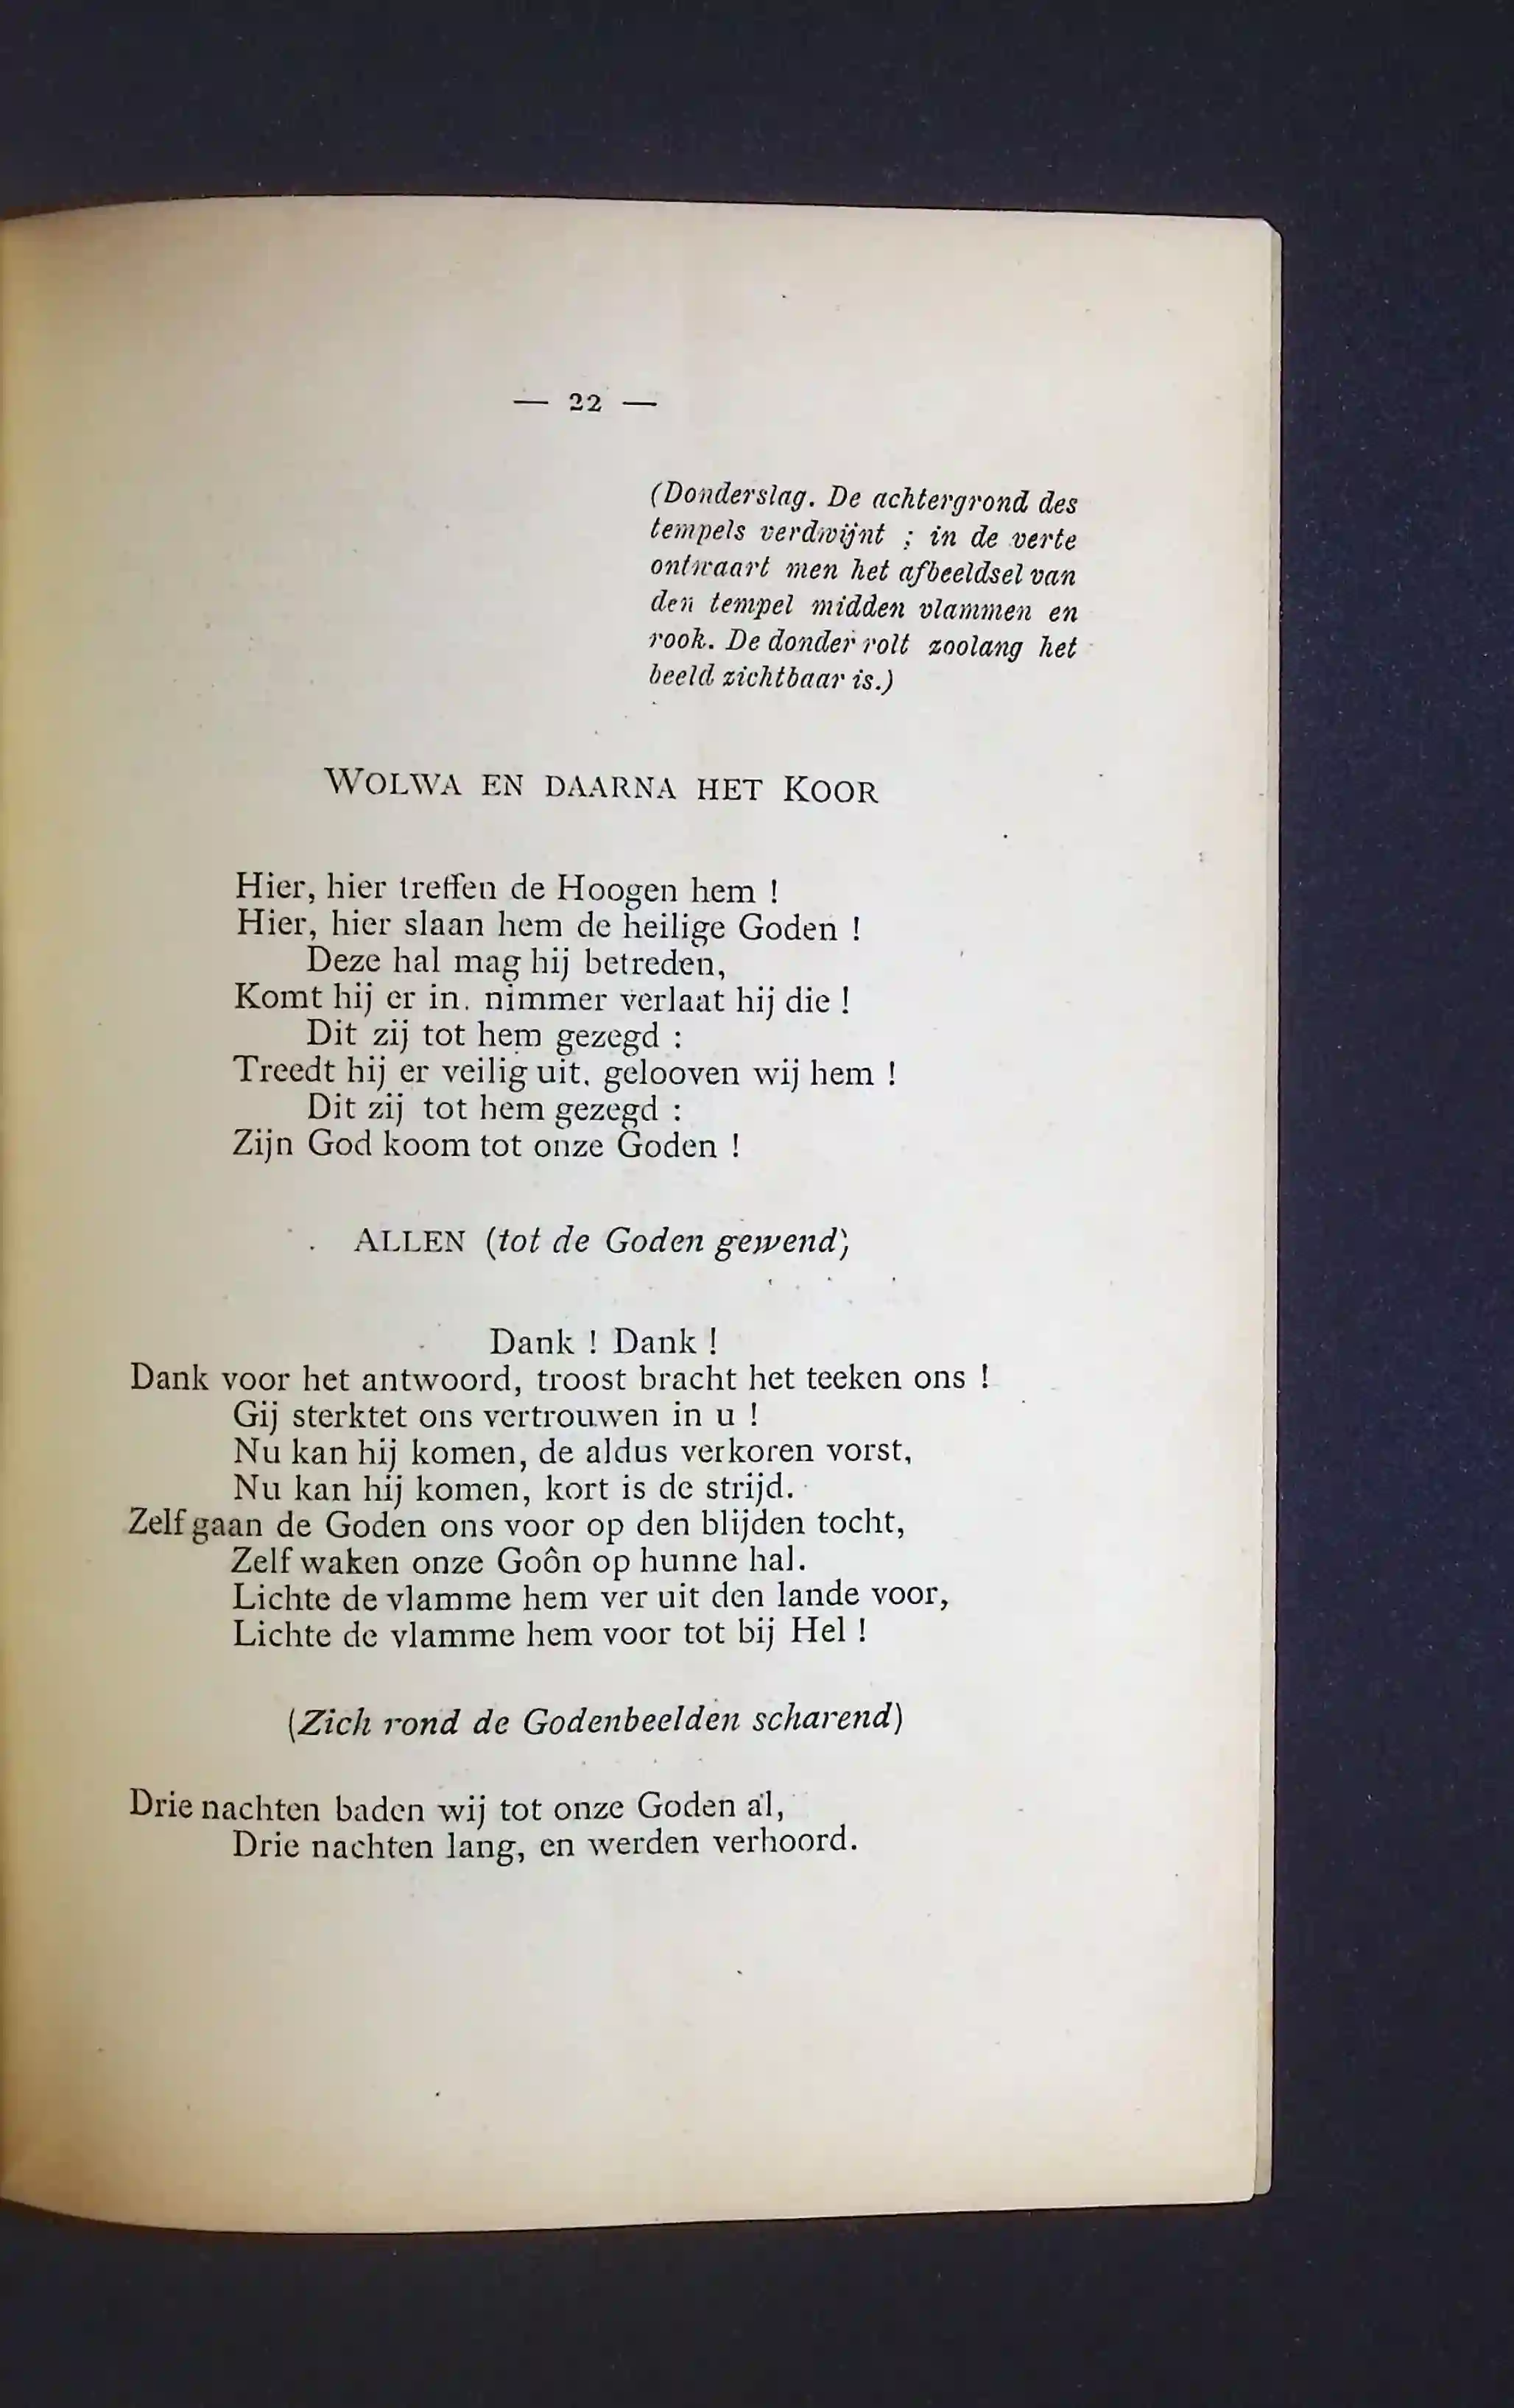 — 22 —
(Donderslag. De achtergrond des
tempels verdwijnt ; in de verte
ontwaart men het afbeeldsel van
den tempel midden vlammen en
rook. De donder rolt zoolang het
beeld zichtbaar is.)
WOLWA EN DAARNA HET KOOR
Hier, hier treffen de Hoogen hem !
Hier, hier slaan hem de heilige Goden !
Deze hal mag hij betreden,
Komt hij er in. nimmer verlaat hij die !
Dit zij tot hem gezegd :
Treedt hij er veilig uit. gelooven wij hem !
Dit zij tot hem gezegd :
Zijn God koom tot onze Goden !
ALLEN (tot de Goden gewend)
Dank ! Dank !
Dank voor het antwoord, troost bracht het teeken ons !
Gij sterktet ons vertrouwen in u !
Nu kan hij komen, de aldus verkoren vorst,
Nu kan hij komen, kort is de strijd.
Zelf gaan de Goden ons voor op den blijden tocht,
Zelf waken onze Goôn op hunne hal.
Lichte de vlamme hem ver uit den lande voor,
Lichte de vlamme hem voor tot bij Hel !
(Zich rond de Godenbeelden scharend)
Drie nachten baden wij tot onze Goden al,
Drie nachten lang, en werden verhoord.